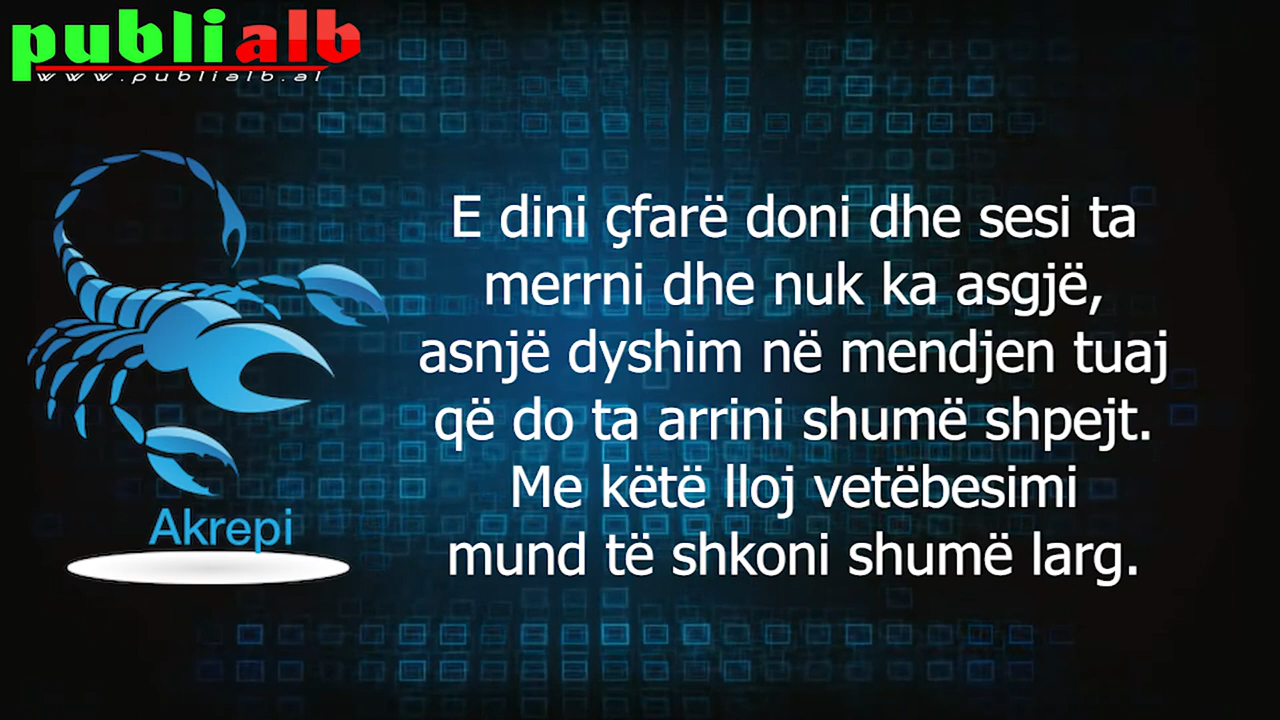 publialb
www.publialb.al
E dini çfarë doni dhe sesi ta
merrni dhe nuk ka asgjë,
asnjë dyshim në mendjen tuaj
që do ta arrini shumë shpejt.
Me këtë lloj vetëbesimi
mund të shkoni shumë larg.
Akrepi